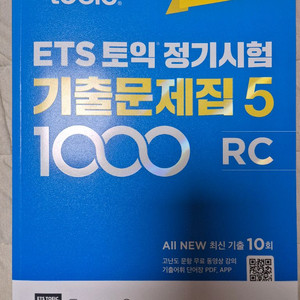 toeic®
ETS 토익 정기시험
기출문제집 5
1000 RC
All NEW 최신 기출 10회
고난도 문항 무료 동영상 강의
기출어휘 단어장 PDF, APP
ETS TOEIC